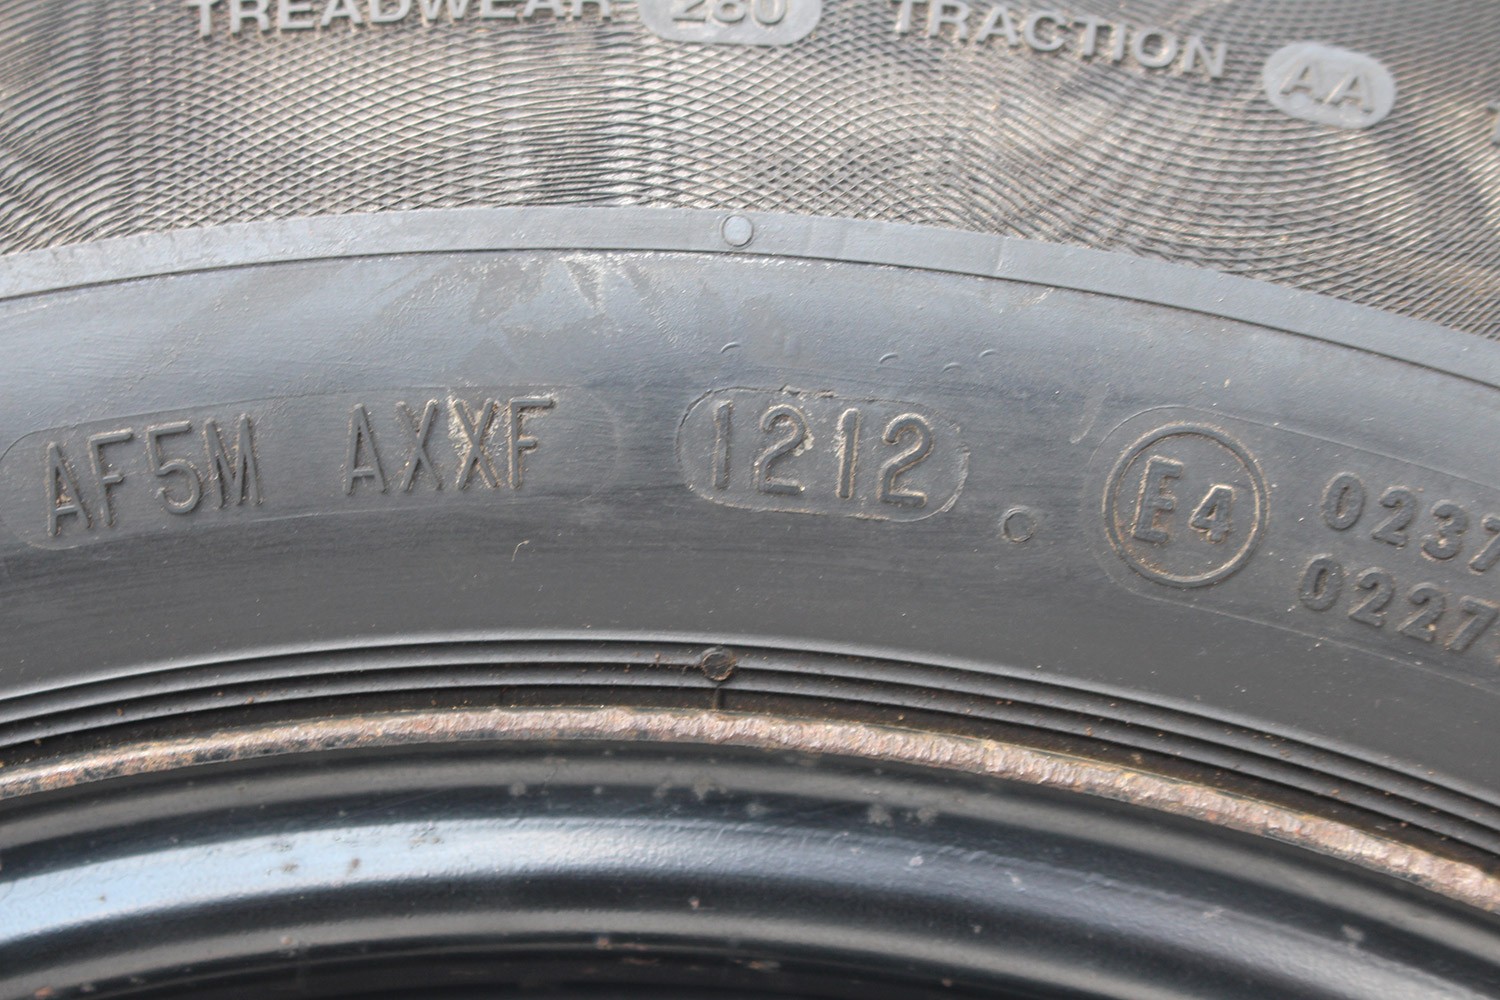 TREADWEAR 280 TRACTION AA
AF5M AXXF 1212 E4 0237
0227